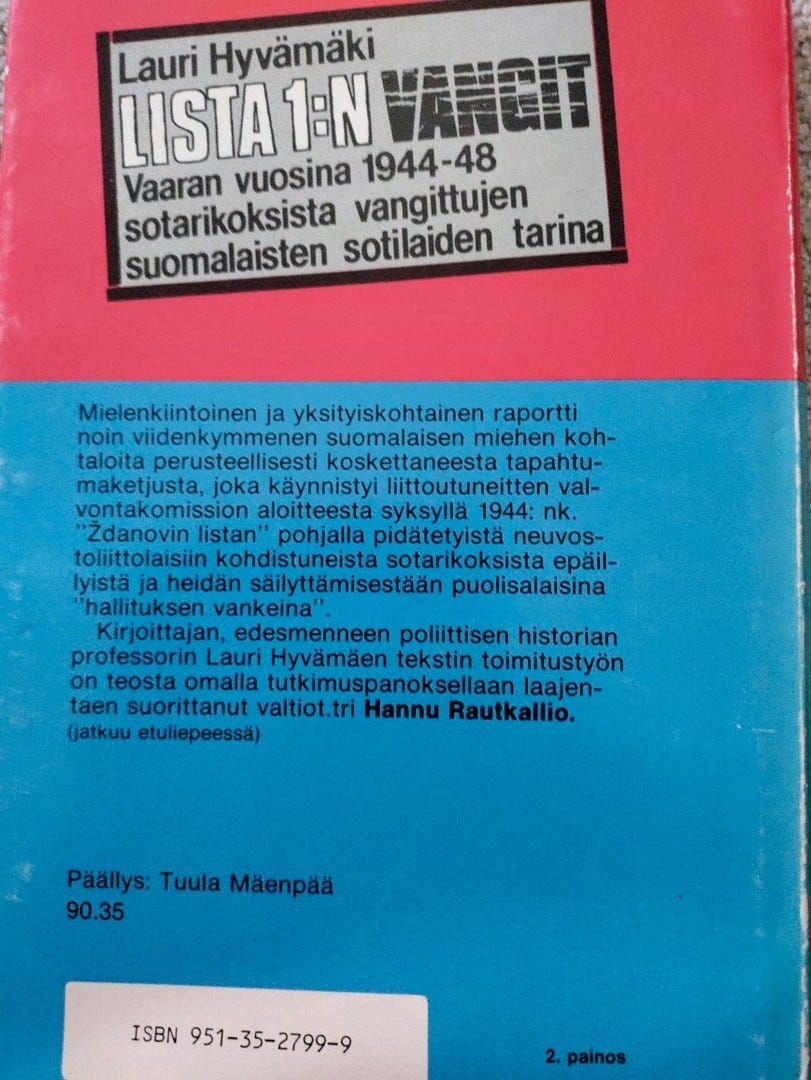 Lauri Hyvämäki
LISTA 1:N VANGIT
Vaaran vuosina 1944-48
sotarikoksista vangittujen
suomalaisten sotilaiden tarina
Mielenkiintoinen ja yksityiskohtainen raportti
noin viidenkymmenen suomalaisen miehen koh-
taloita perusteellisesti koskettaneesta tapahtu-
maketjusta, joka käynnistyi liittoutuneitten val-
vontakomission aloitteesta syksyllä 1944: nk.
"Ždanovin listan" pohjalla pidätetyistä neuvos-
toliittolaisiin kohdistuneista sotarikoksista epäil-
lyistä ja heidän säilyttämisestään puolisalaisina
"hallituksen vankeina".
Kirjoittajan, edesmenneen poliittisen historian
professorin Lauri Hyvämäen tekstin toimitustyön
on teosta omalla tutkimuspanoksellaan laajen-
taen suorittanut valtiot.tri Hannu Rautkallio.
(jatkuu etuliepeessä)
Päällys: Tuula Mäenpää
90.35
ISBN 951-35-2799-9
2. painos